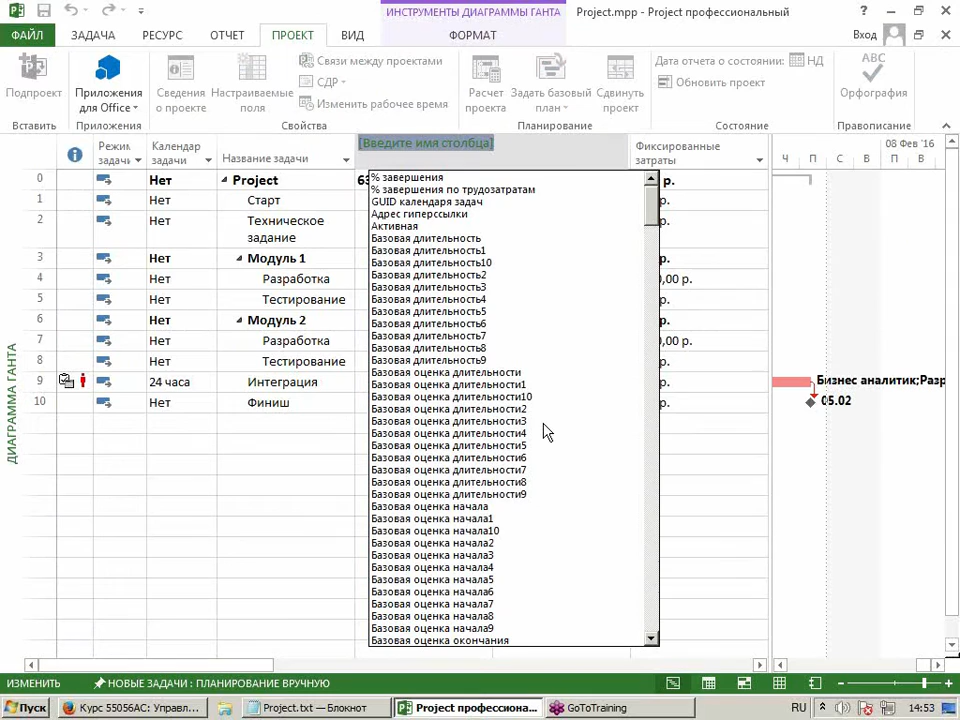 ИНСТРУМЕНТЫ ДИАГРАММЫ ГАНТА
Project.mpp - Project профессиональный
ФАЙЛ ЗАДАЧА РЕСУРС ОТЧЕТ ПРОЕКТ ВИД ФОРМАТ Вход
Подпроект
Приложения для Office
Сведения о проекте
Настраиваемые поля
Связи между проектами
СДР
Изменить рабочее время
Расчет проекта
Задать базовый план
Сдвинуть проект
Дата отчета о состоянии: НД
Обновить проект
ABC
Орфография
Вставить Приложения Свойства Планирование Состояние Правописание
Режим задачи
Календарь задачи
Название задачи
[Введите имя столбца]
Фиксированные затраты
08 Фев '16
Ч П С В П В
0 Нет Project 63 р.
1 Нет Старт р.
2 Нет Техническое задание р.
3 Нет Модуль 1 р.
4 Нет Разработка 0,00 р.
5 Нет Тестирование р.
6 Нет Модуль 2 р.
7 Нет Разработка 0,00 р.
8 Нет Тестирование р.
9 24 часа Интеграция р. Бизнес аналитик;Разр
10 Нет Финиш р. 05.02
% завершения
% завершения по трудозатратам
GUID календаря задач
Адрес гиперссылки
Активная
Базовая длительность
Базовая длительность1
Базовая длительность10
Базовая длительность2
Базовая длительность3
Базовая длительность4
Базовая длительность5
Базовая длительность6
Базовая длительность7
Базовая длительность8
Базовая длительность9
Базовая оценка длительности
Базовая оценка длительности1
Базовая оценка длительности10
Базовая оценка длительности2
Базовая оценка длительности3
Базовая оценка длительности4
Базовая оценка длительности5
Базовая оценка длительности6
Базовая оценка длительности7
Базовая оценка длительности8
Базовая оценка длительности9
Базовая оценка начала
Базовая оценка начала1
Базовая оценка начала10
Базовая оценка начала2
Базовая оценка начала3
Базовая оценка начала4
Базовая оценка начала5
Базовая оценка начала6
Базовая оценка начала7
Базовая оценка начала8
Базовая оценка начала9
Базовая оценка окончания
ДИАГРАММА ГАНТА
ИЗМЕНИТЬ НОВЫЕ ЗАДАЧИ : ПЛАНИРОВАНИЕ ВРУЧНУЮ
Пуск Курс 55056AC: Управл... Project.txt — Блокнот Project профессиона... GoToTraining RU 14:53